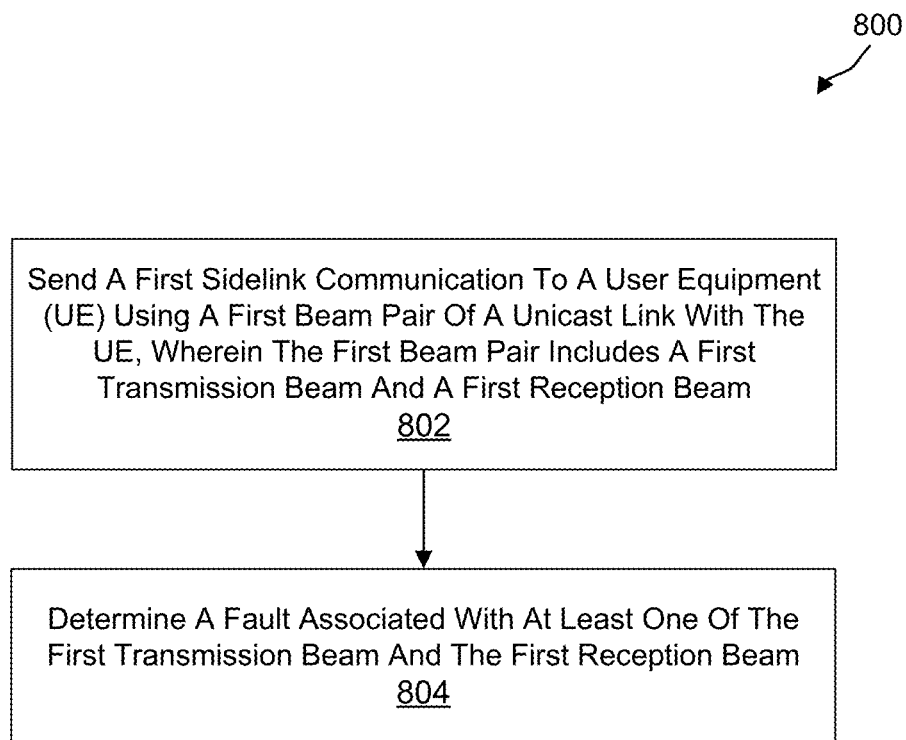 800
Send A First Sidelink Communication To A User Equipment
(UE) Using A First Beam Pair Of A Unicast Link With The
UE, Wherein The First Beam Pair Includes A First
Transmission Beam And A First Reception Beam
802
Determine A Fault Associated With At Least One Of The
First Transmission Beam And The First Reception Beam
804